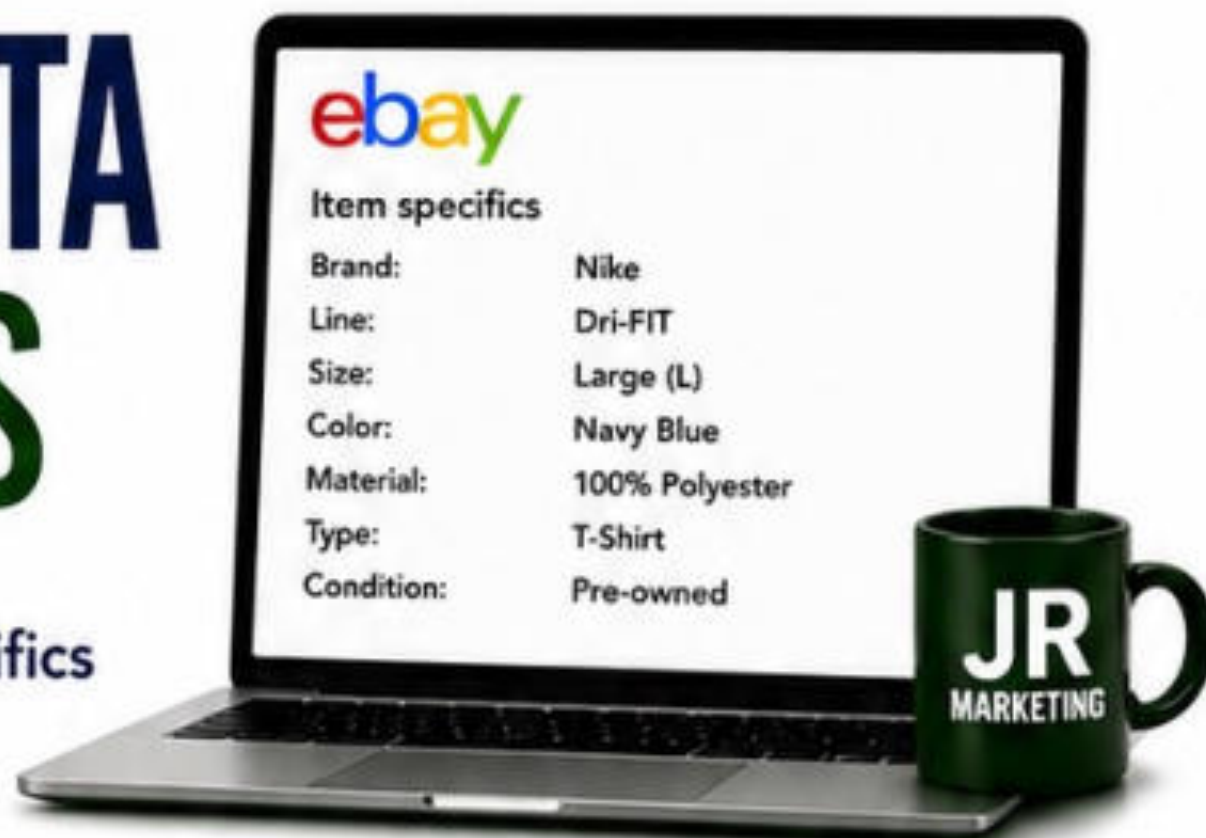 TA
S
ifics
ebay
Item specifics
Brand: Nike
Line: Dri-FIT
Size: Large (L)
Color: Navy Blue
Material: 100% Polyester
Type: T-Shirt
Condition: Pre-owned
JR
MARKETING